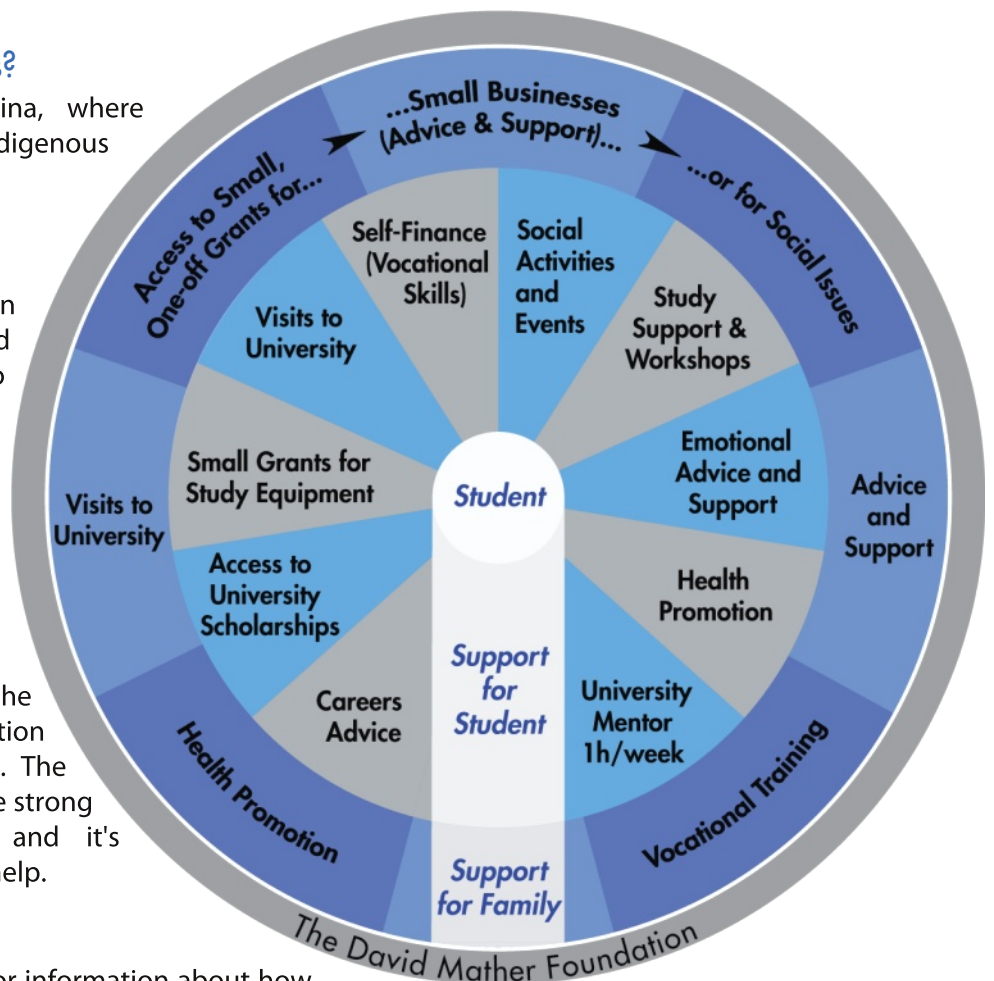 ina, where
digenous
n
d
he
tion
. The
e strong
and it's
elp.
or information about how
Access to Small,
One-off Grants for...
...Small Businesses
(Advice & Support)...
...or for Social Issues
Advice
and
Support
Vocational Training
Support
for Family
Health Promotion
Visits to
University
Self-Finance
(Vocational
Skills)
Social
Activities
and
Events
Study
Support &
Workshops
Emotional
Advice and
Support
Health
Promotion
University
Mentor
1h/week
Support
for
Student
Careers
Advice
Access to
University
Scholarships
Small Grants for
Study Equipment
Visits to
University
Student
The David Mather Foundation